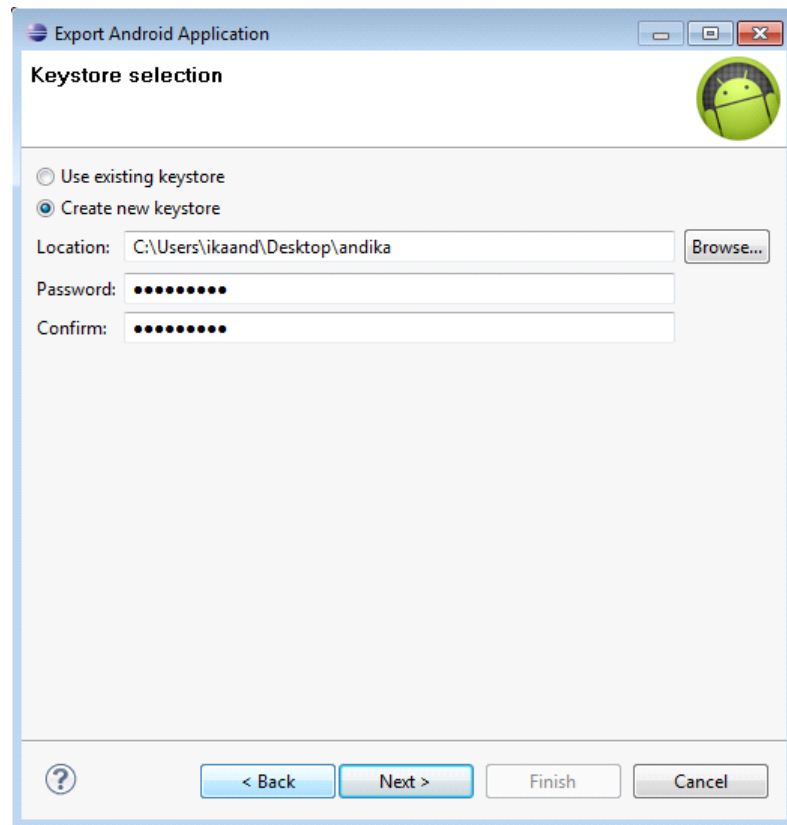 Export Android Application
Keystore selection
Use existing keystore
Create new keystore
Location: C:\Users\ikaand\Desktop\andika Browse...
Password: ●●●●●●●●●
Confirm: ●●●●●●●●●
? < Back Next > Finish Cancel